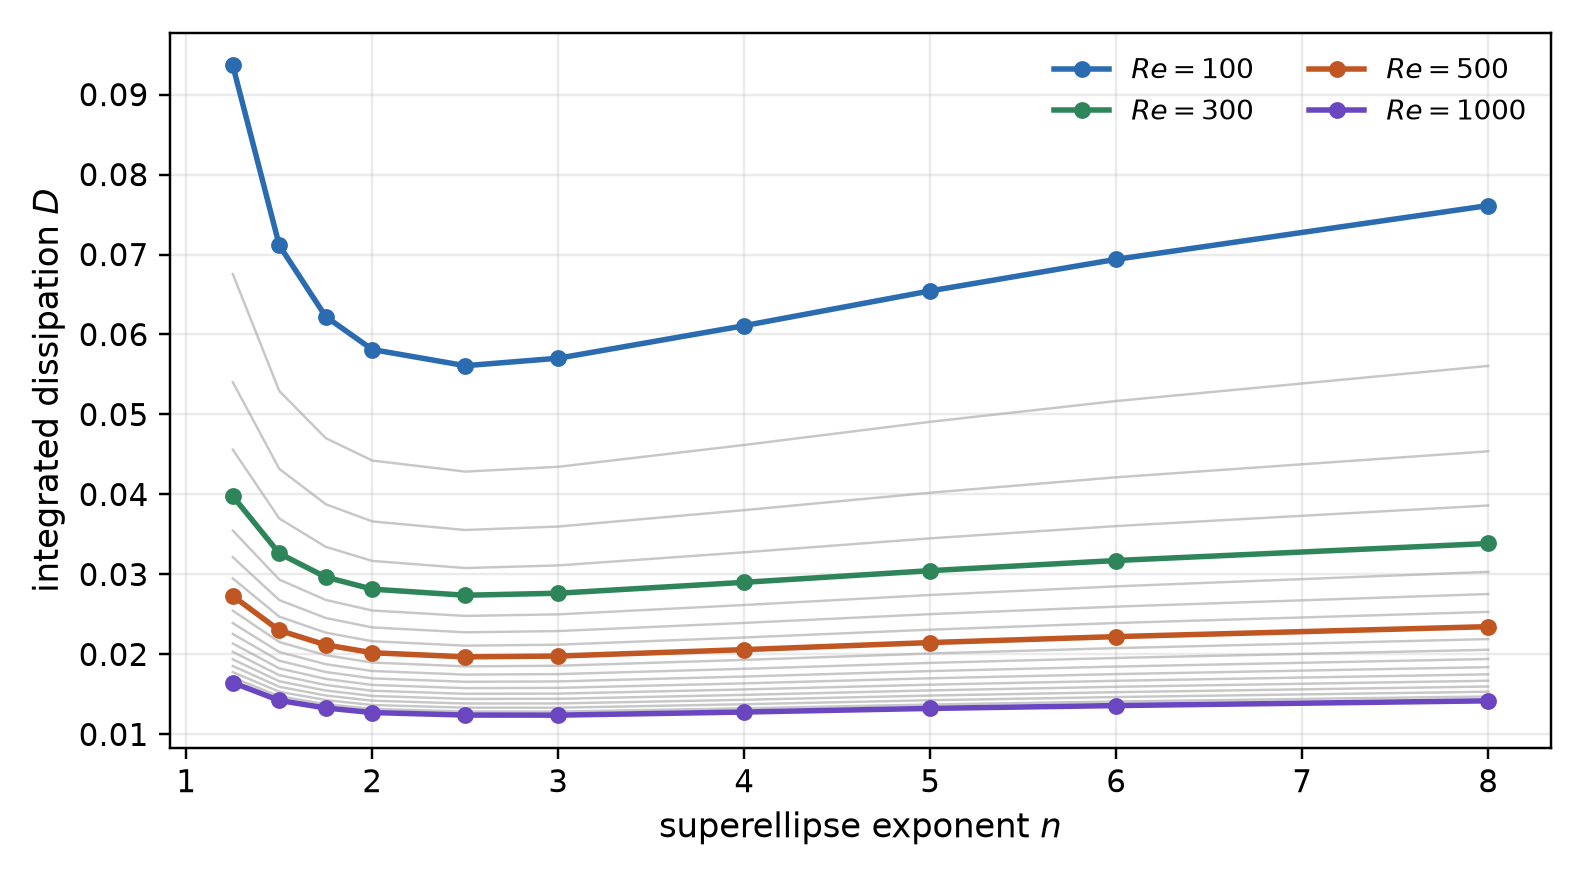 Re = 100
Re = 500
Re = 300
Re = 1000
0.09
0.08
0.07
0.06
0.05
0.04
0.03
0.02
0.01
integrated dissipation D
1 2 3 4 5 6 7 8
superellipse exponent n